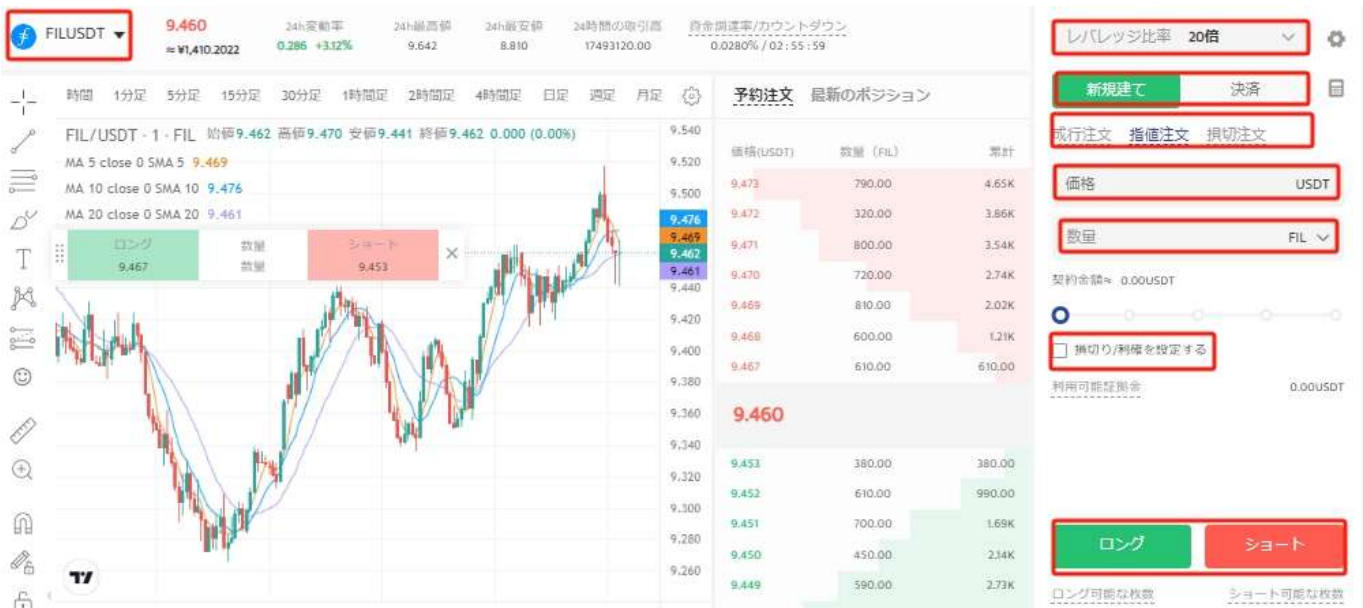 FILUSDT
9.460
≈ ¥1,410.2022
24h変動率
0.286 +3.12%
24h最高値
9.642
24h最安値
8.810
24時間の取引高
17493120.00
資金調達率/カウントダウン
0.0280% / 02:55:59
時間 1分足 5分足 15分足 30分足 1時間足 2時間足 4時間足 日足 週足 月足
FIL/USDT · 1 · FIL 始値9.462 高値9.470 安値9.441 終値9.462 0.000 (0.00%)
MA 5 close 0 SMA 5 9.469
MA 10 close 0 SMA 10 9.476
MA 20 close 0 SMA 20 9.461
ロング
9.467
数量
数量
ショート
9.453
9.540
9.520
9.500
9.476
9.469
9.462
9.461
9.440
9.420
9.400
9.380
9.360
9.340
9.320
9.300
9.280
9.260
予約注文 最新のポジション
価格(USDT) 数量 (FIL) 累計
9.473 790.00 4.65K
9.472 320.00 3.86K
9.471 800.00 3.54K
9.470 720.00 2.74K
9.469 810.00 2.02K
9.468 600.00 1.21K
9.467 610.00 610.00
9.460
9.453 380.00 380.00
9.452 610.00 990.00
9.451 700.00 1.69K
9.450 450.00 2.14K
9.449 590.00 2.73K
レバレッジ比率 20倍
新規建て 決済
成行注文 指値注文 損切注文
価格 USDT
数量 FIL
契約金額≈ 0.00USDT
損切り/利確を設定する
利用可能証拠金 0.00USDT
ロング ショート
ロング可能な枚数 ショート可能な枚数